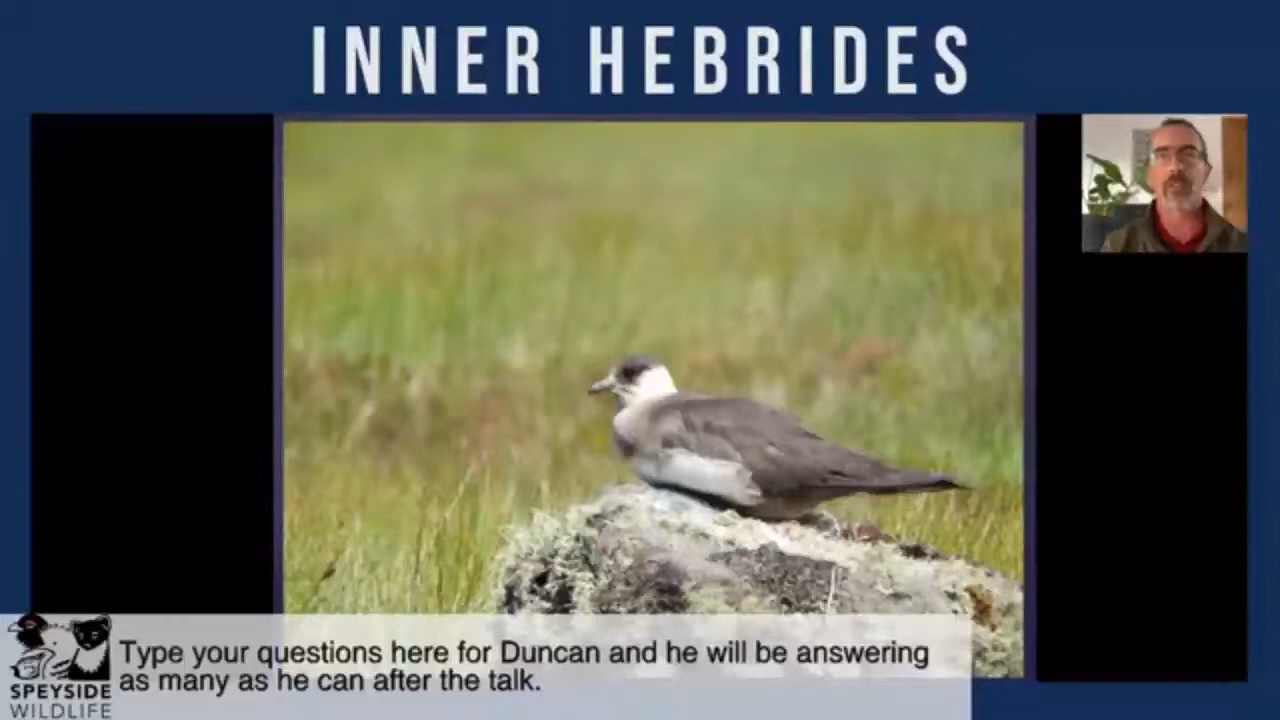 INNER HEBRIDES
Type your questions here for Duncan and he will be answering
as many as he can after the talk.
SPEYSIDE
WILDLIFE